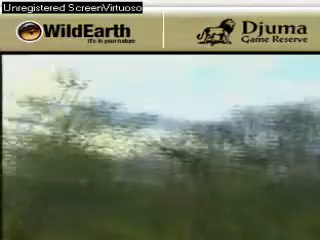 Unregistered ScreenVirtuoso
WildEarth
it's in your nature
Djuma
Game Reserve